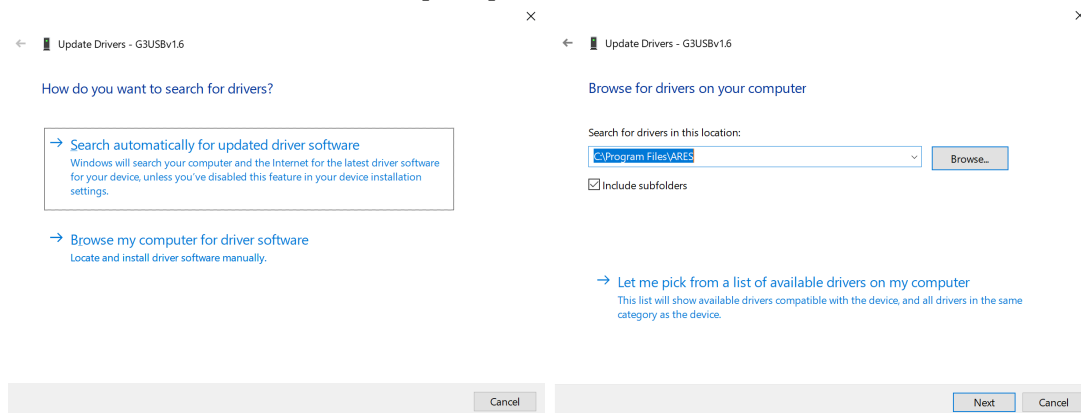 Update Drivers - G3USBv1.6
How do you want to search for drivers?
Search automatically for updated driver software
Windows will search your computer and the Internet for the latest driver software
for your device, unless you've disabled this feature in your device installation
settings.
Browse my computer for driver software
Locate and install driver software manually.
Cancel
Update Drivers - G3USBv1.6
Browse for drivers on your computer
Search for drivers in this location:
C:\Program Files\ARES
Browse...
Include subfolders
Let me pick from a list of available drivers on my computer
This list will show available drivers compatible with the device, and all drivers in the same
category as the device.
Next
Cancel